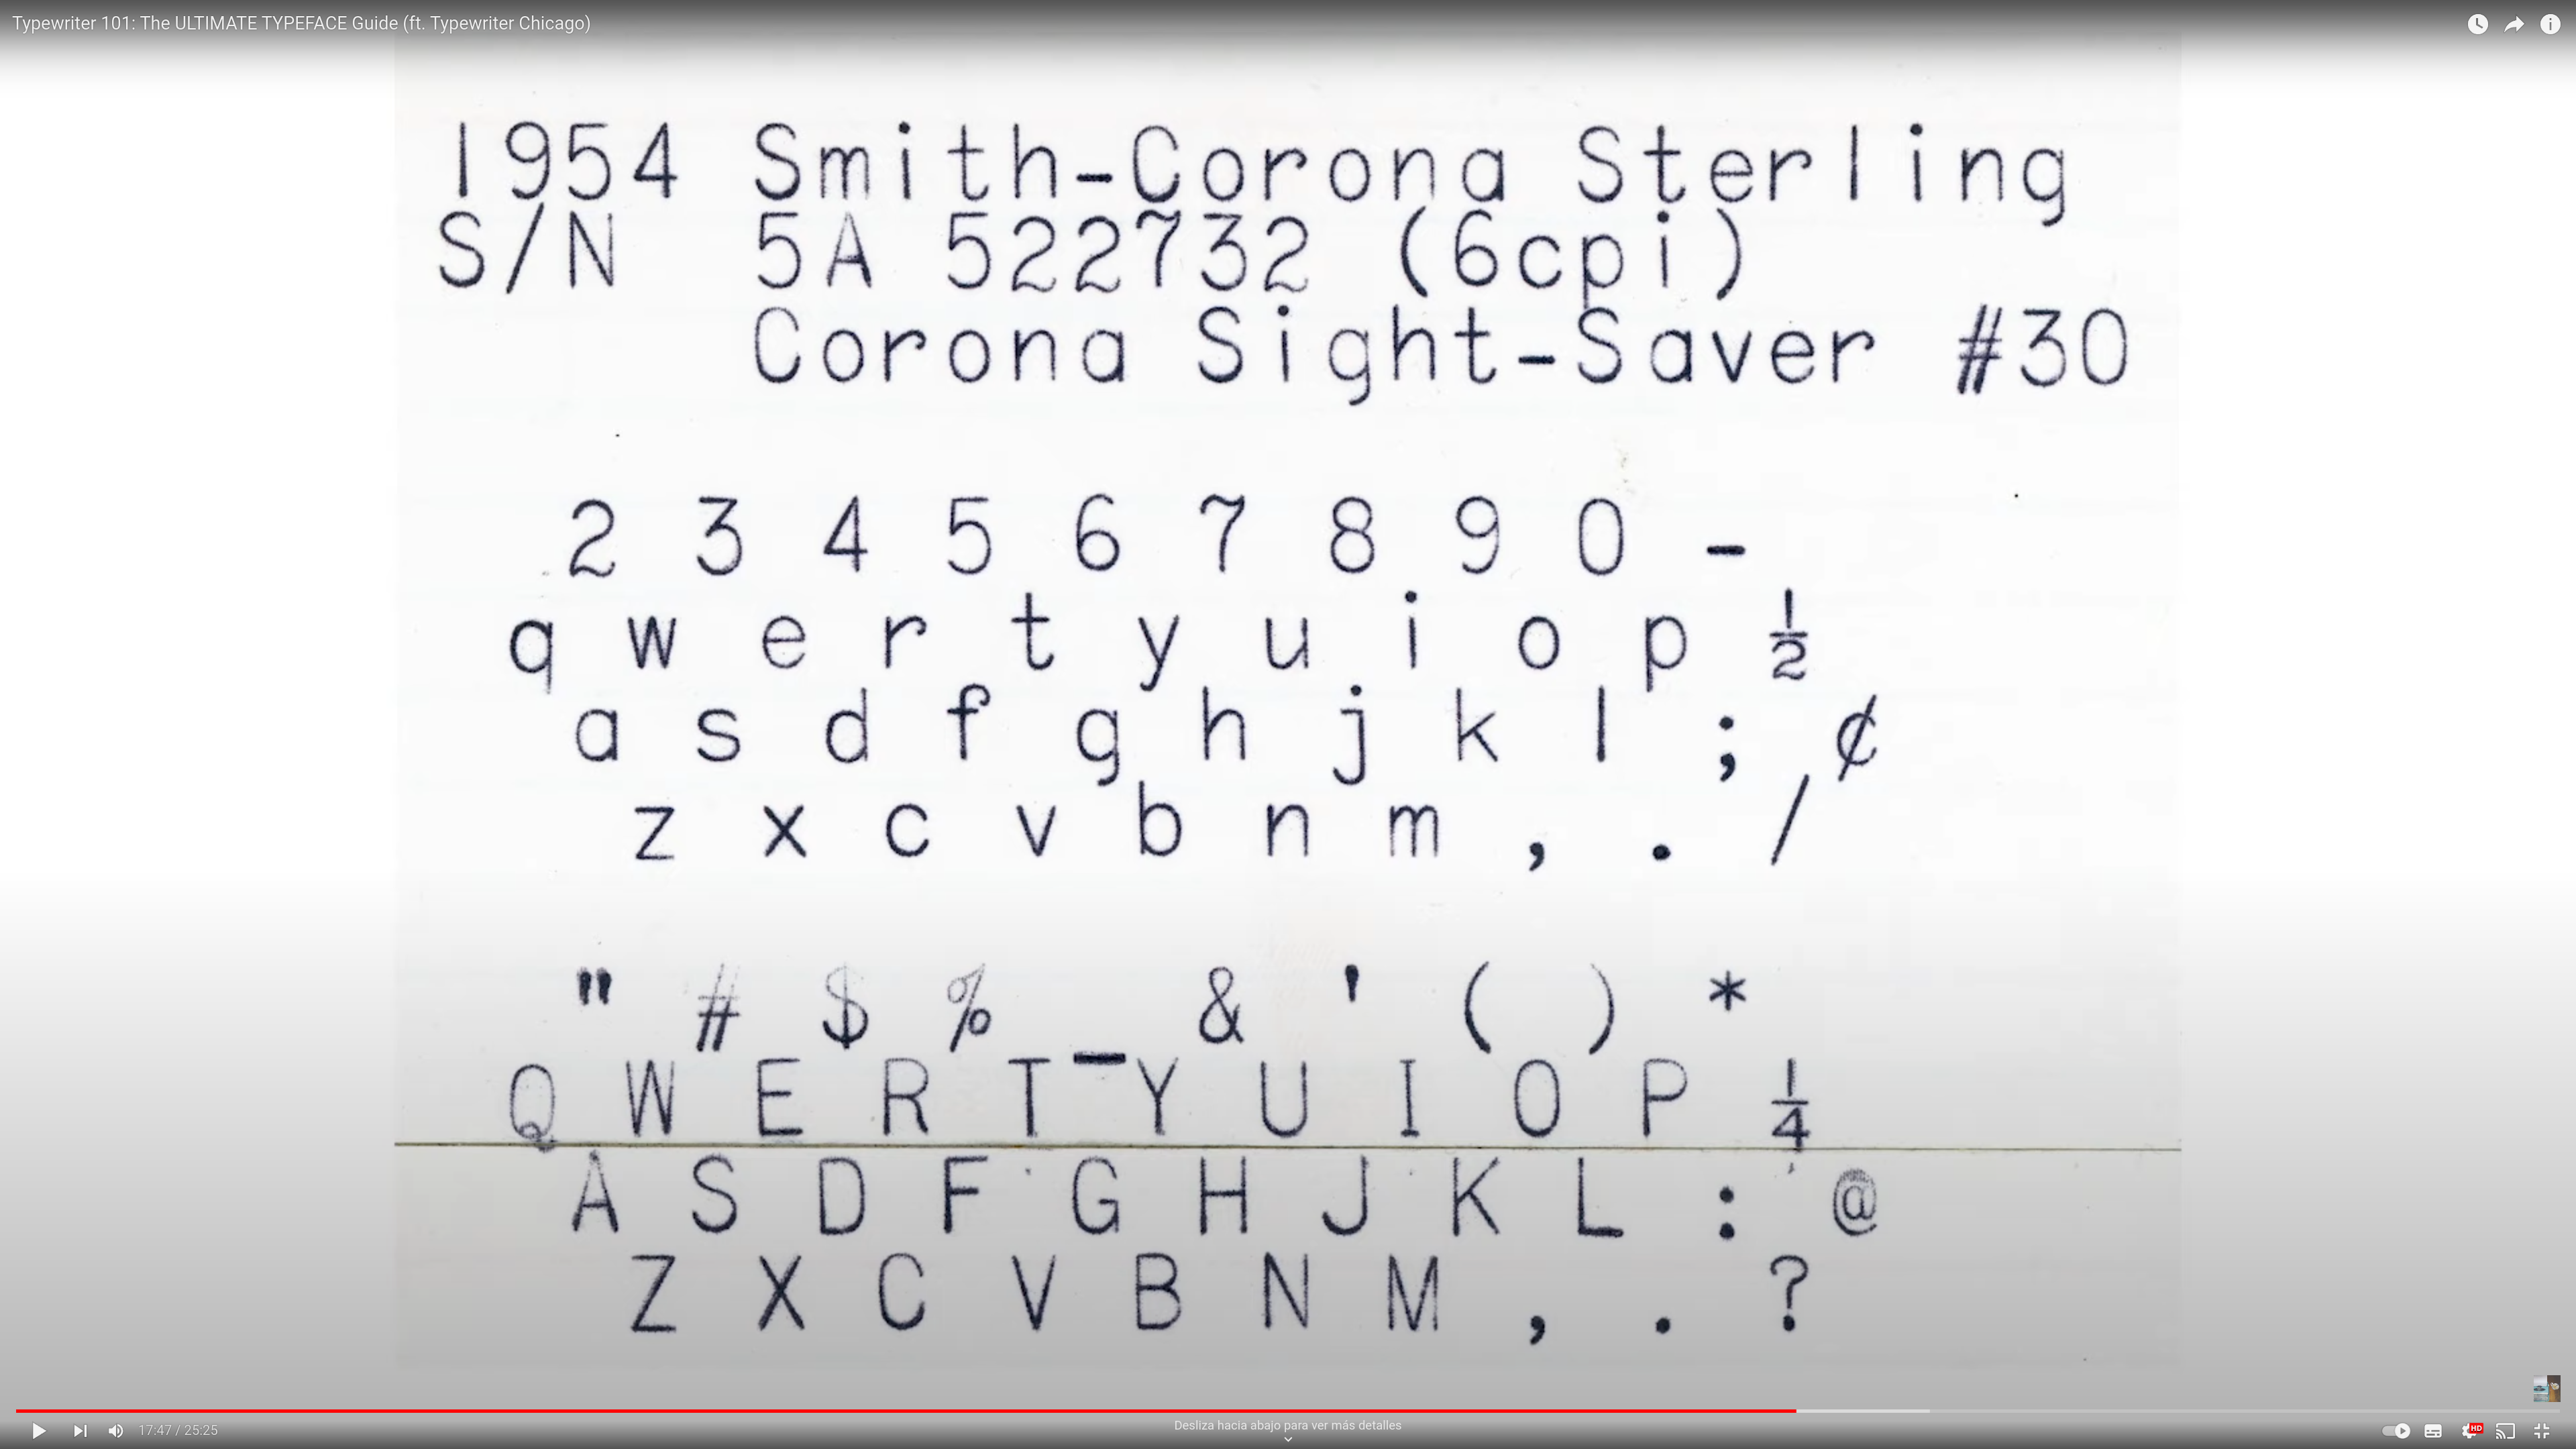 Typewriter 101: The ULTIMATE TYPEFACE Guide (ft. Typewriter Chicago)
1954 Smith-Corona Sterling
S/N 5A 522732 (6cpi)
Corona Sight-Saver #30
2 3 4 5 6 7 8 9 0 -
q w e r t y u i o p ½
a s d f g h j k l ; ¢
z x c v b n m , . /
" # $ % _ & ' ( ) *
Q W E R T Y U I O P ¼
A S D F G H J K L : @
Z X C V B N M , . ?
17:47 / 25:25
Desliza hacia abajo para ver más detalles
HD